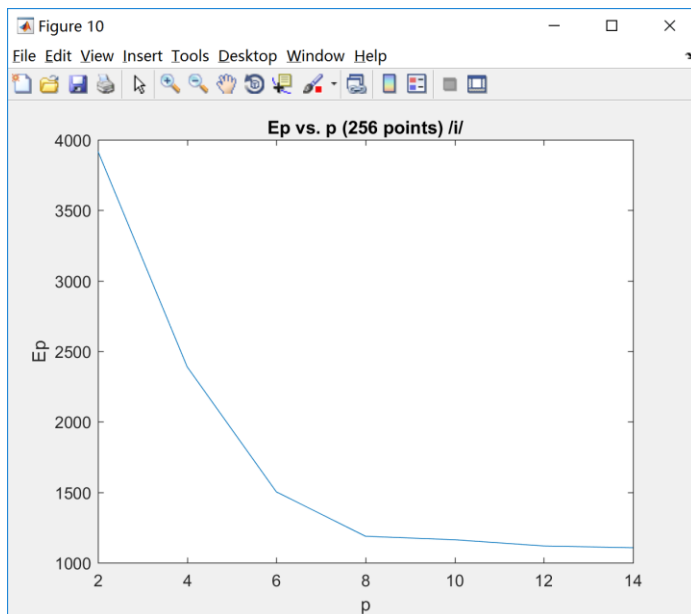 Figure 10
File Edit View Insert Tools Desktop Window Help
Ep vs. p (256 points) /i/
4000
3500
3000
2500
2000
1500
1000
Ep
2 4 6 8 10 12 14
p